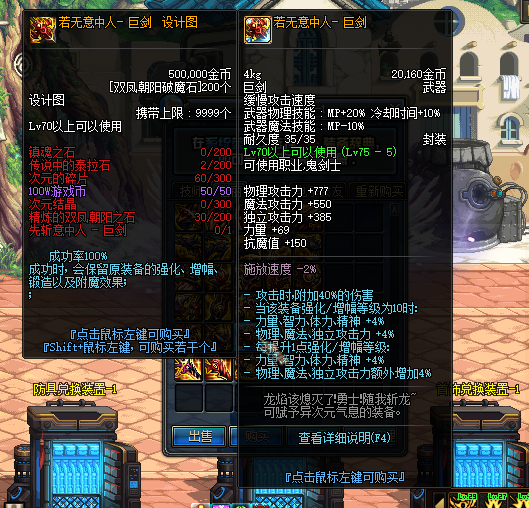 若无意中人- 巨剑 设计图
500,000金币
[双凤朝阳破魔石]200个
设计图
携带上限：9999个
Lv70以上可以使用
镇魂之石 0/200
传说中的泰拉石 2/200
次元的碎片 60/300
100W游戏币 50/50
次元结晶 0/300
精炼的双凤朝阳之石 30/200
先斩意中人 - 巨剑 0/1
成功率100%
成功时，会保留原装备的强化、增幅、
锻造以及附魔效果;
;
『点击鼠标左键可购买』
『Shift+鼠标左键，可购买若干个』
若无意中人- 巨剑
4kg 20,160金币
巨剑 武器
缓慢攻击速度
武器物理技能：MP+20% 冷却时间+10%
武器魔法技能：MP-10%
耐久度 35/35 封装
Lv70以上可以使用 (Lv75 - 5)
可使用职业:鬼剑士
物理攻击力 +777
魔法攻击力 +550
独立攻击力 +385
力量 +69
抗魔值 +150
施放速度 -2%
- 攻击时,附加40%的伤害
- 当该装备强化/增幅等级为10时:
- 力量、智力、体力、精神 +4%
- 物理、魔法、独立攻击力 +4%
- 每提升1点强化/增幅等级:
- 力量、智力、体力、精神 +4%
- 物理、魔法、独立攻击力额外增加4%
龙焰该熄灭了!勇士!随我斩龙~
可赋予异次元气息的装备。
查看详细说明(F4)
『点击鼠标左键可购买』
重新购买
防具兑换装置-1
首饰兑换装置-1
出售
购买